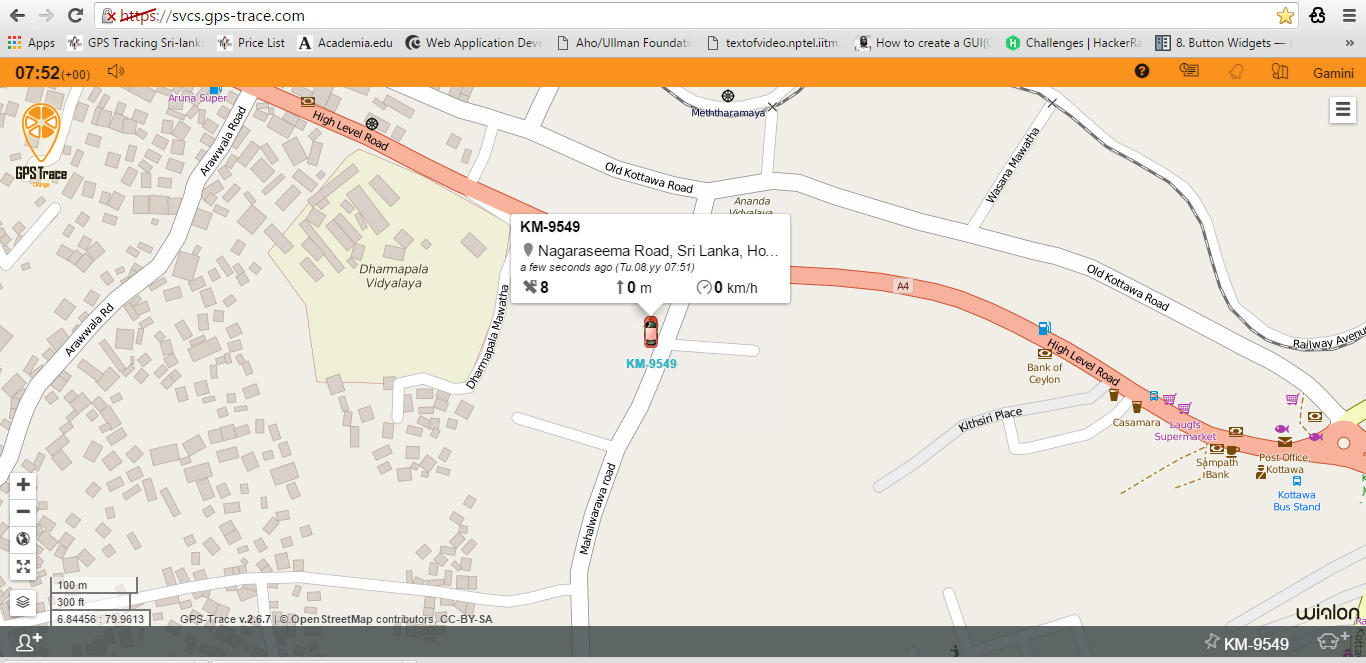 https://svcs.gps-trace.com
Apps
GPS Tracking Sri-lanka
Price List
Academia.edu
Web Application Deve
Aho/Ullman Foundati
textofvideo.nptel.iitm.
How to create a GUI(
Challenges | HackerRa
8. Button Widgets —
»
07:52 (+00)
Gamini
Aruna Super
High Level Road
Arawwala Road
Meththaramaya
GPS Trace
Orange
Old Kottawa Road
Wasana Mawatha
Ananda
Vidyalaya
KM-9549
Nagaraseema Road, Sri Lanka, Ho...
a few seconds ago (Tu.08.yy 07:51)
8
0 m
0 km/h
Dharmapala
Vidyalaya
A4
Old Kottawa Road
Arawwala Rd
Dharmapala Mawatha
KM-9549
High Level Road
Railway Avenu
Bank of
Ceylon
Kithsiri Place
Casamara
Laugfs
Supermarket
Sampath
Bank
Post Office,
Kottawa
Kottawa
Bus Stand
Mahalwarawa road
100 m
300 ft
6.84456 : 79.9613
GPS-Trace v.2.6.7 | © OpenStreetMap contributors, CC-BY-SA
wialon
KM-9549